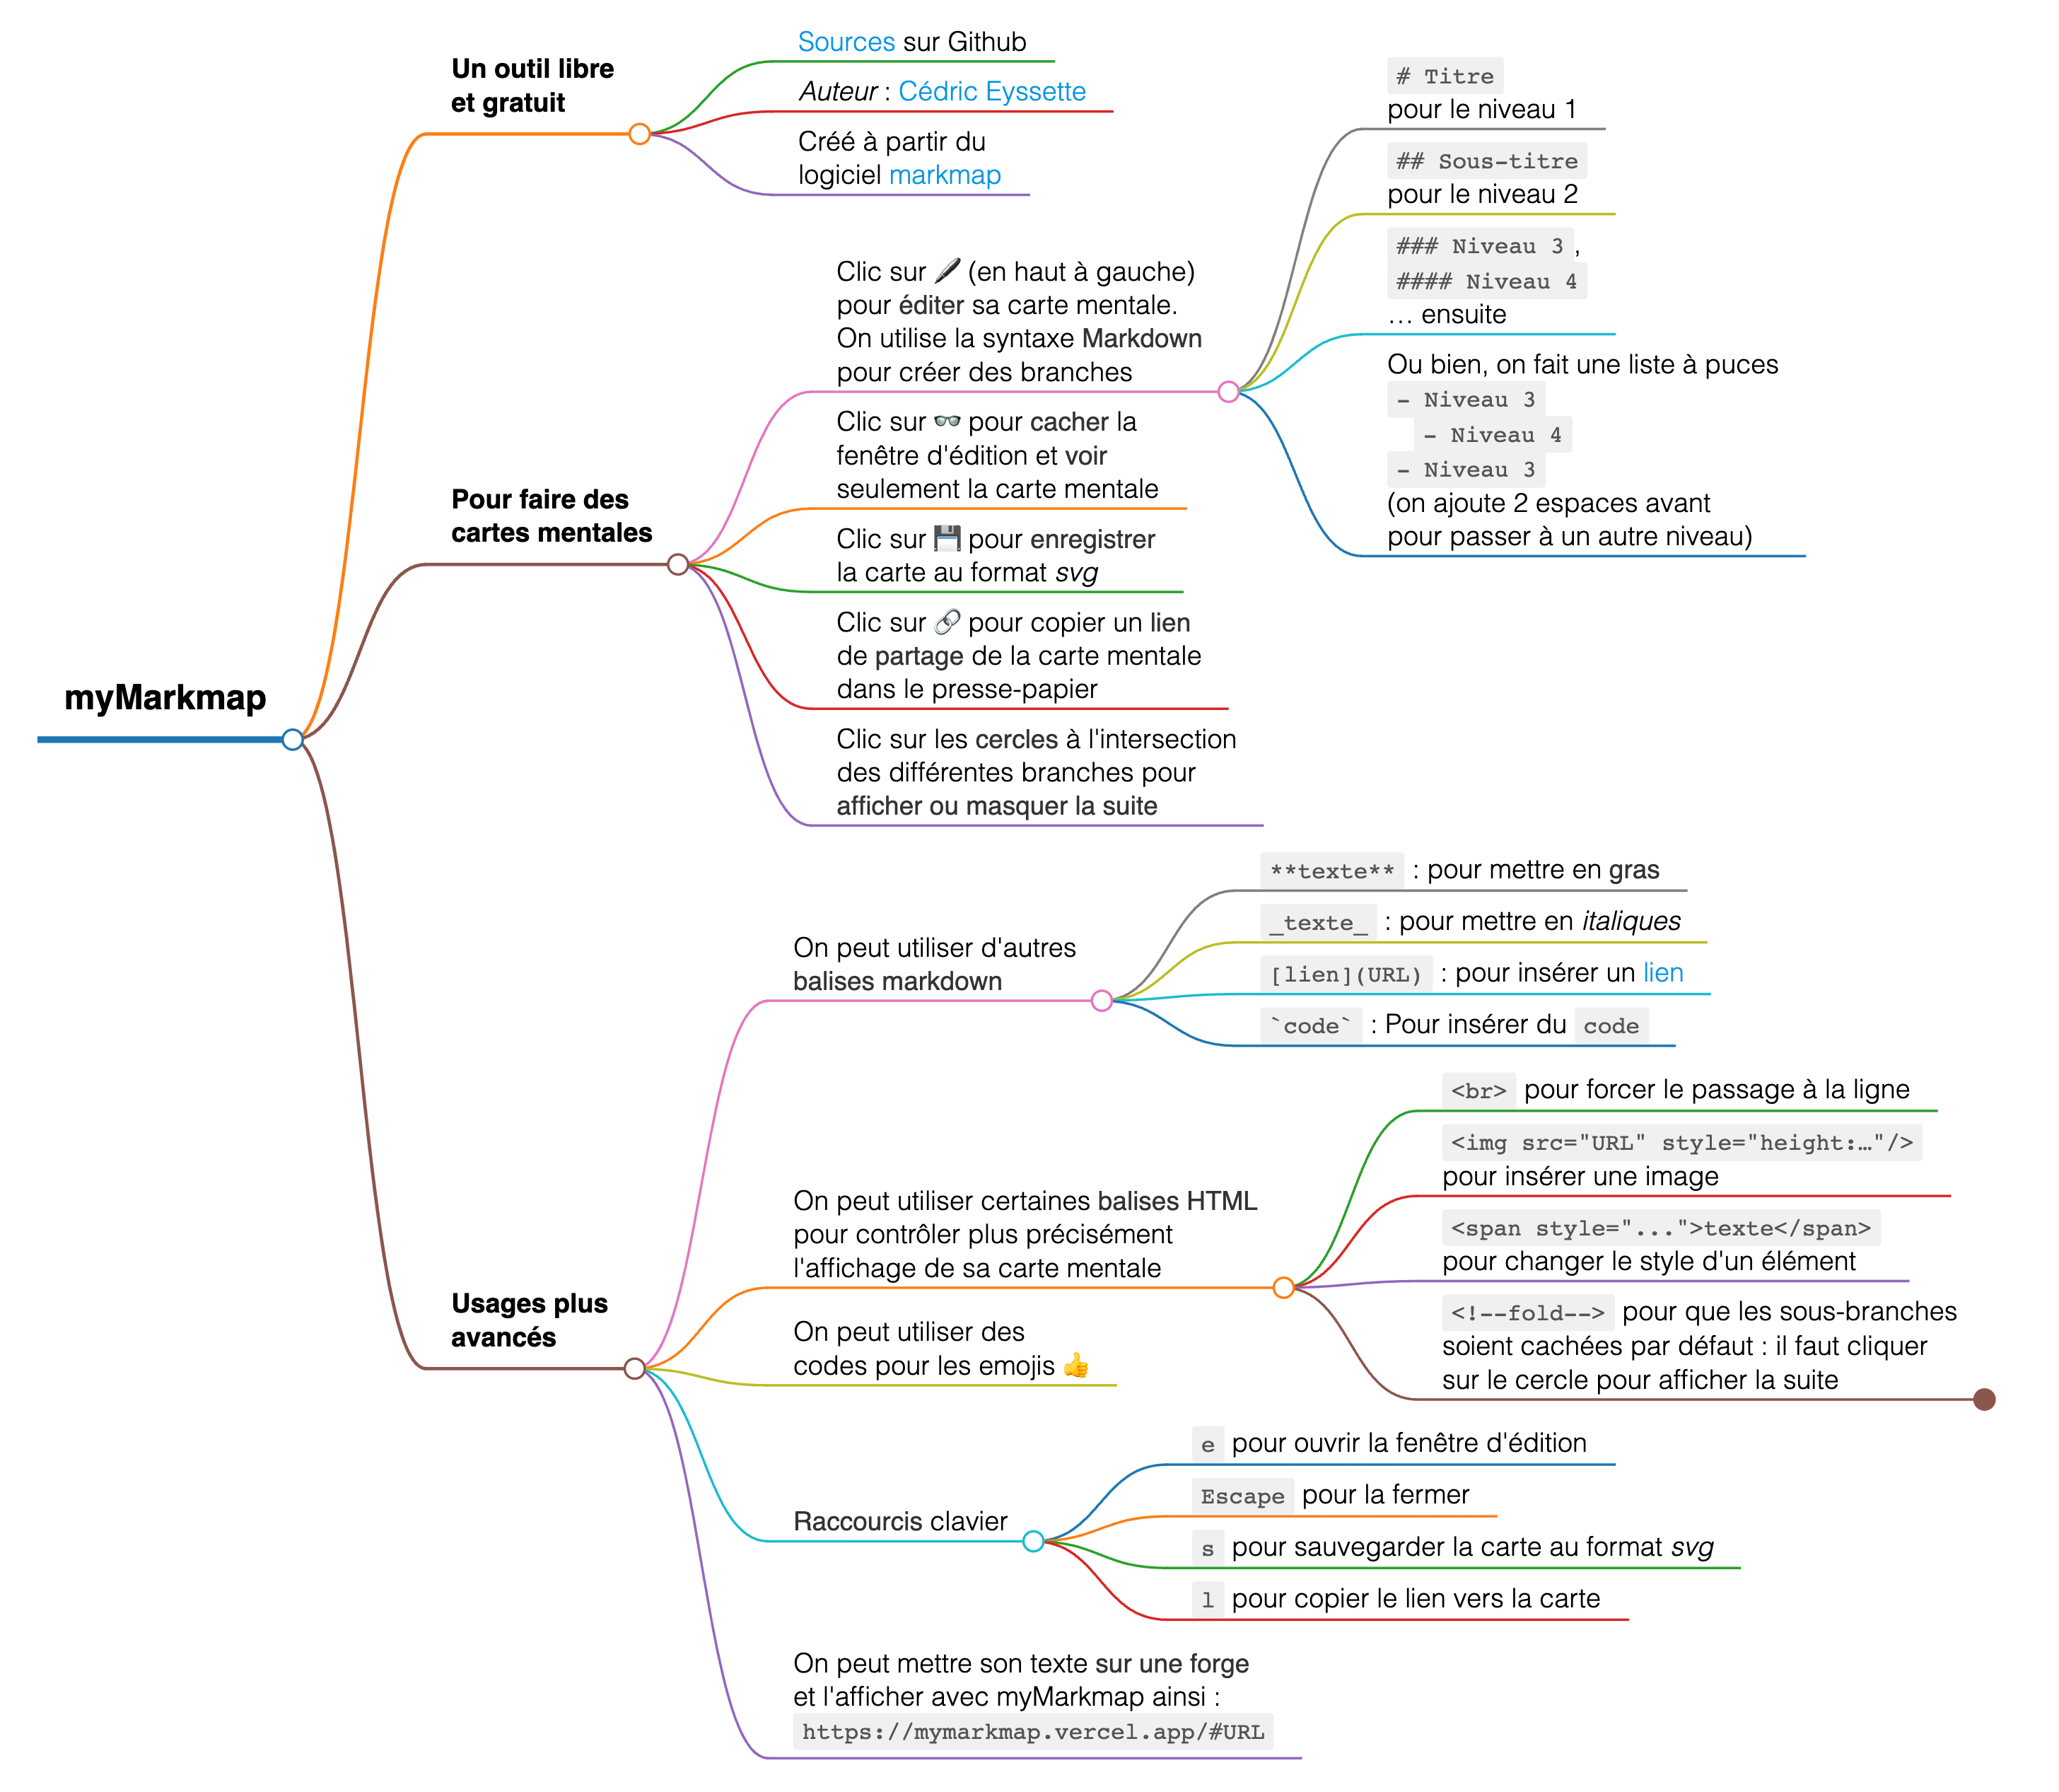 myMarkmap
Un outil libre
et gratuit
Sources sur Github
Auteur : Cédric Eyssette
Créé à partir du
logiciel markmap
Pour faire des
cartes mentales
Clic sur 🖋 (en haut à gauche)
pour éditer sa carte mentale.
On utilise la syntaxe Markdown
pour créer des branches
# Titre
pour le niveau 1
## Sous-titre
pour le niveau 2
### Niveau 3,
#### Niveau 4
… ensuite
Ou bien, on fait une liste à puces
- Niveau 3
- Niveau 4
- Niveau 3
(on ajoute 2 espaces avant
pour passer à un autre niveau)
Clic sur 👓 pour cacher la
fenêtre d'édition et voir
seulement la carte mentale
Clic sur 💾 pour enregistrer
la carte au format svg
Clic sur 🔗 pour copier un lien
de partage de la carte mentale
dans le presse-papier
Clic sur les cercles à l'intersection
des différentes branches pour
afficher ou masquer la suite
Usages plus
avancés
On peut utiliser d'autres
balises markdown
**texte** : pour mettre en gras
_texte_ : pour mettre en italiques
[lien](URL) : pour insérer un lien
`code` : Pour insérer du code
On peut utiliser certaines balises HTML
pour contrôler plus précisément
l'affichage de sa carte mentale
<br> pour forcer le passage à la ligne
<img src="URL" style="height:…"/>
pour insérer une image
<span style="...">texte</span>
pour changer le style d'un élément
<!--fold--> pour que les sous-branches
soient cachées par défaut : il faut cliquer
sur le cercle pour afficher la suite
On peut utiliser des
codes pour les emojis 👍
Raccourcis clavier
e pour ouvrir la fenêtre d'édition
Escape pour la fermer
s pour sauvegarder la carte au format svg
l pour copier le lien vers la carte
On peut mettre son texte sur une forge
et l'afficher avec myMarkmap ainsi :
https://mymarkmap.vercel.app/#URL